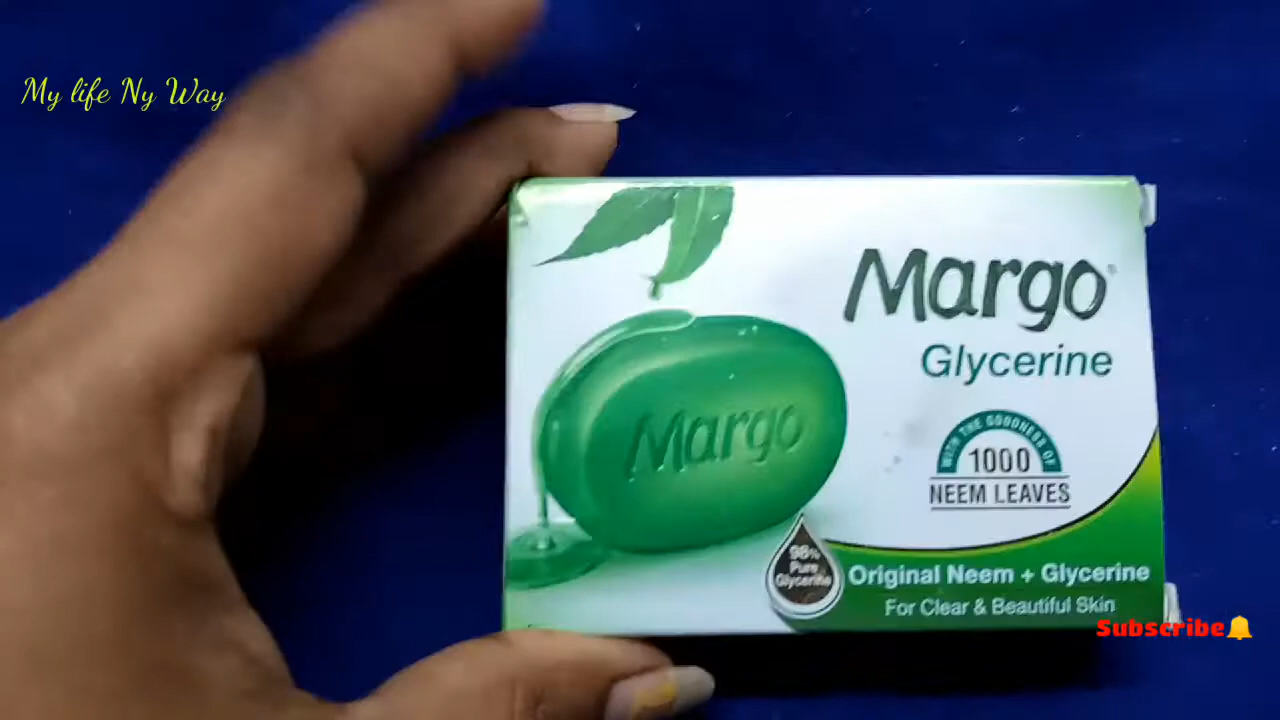 My life Ny Way
Margo
Glycerine
WITH THE GOODNESS OF
1000
NEEM LEAVES
Margo
98%
Pure
Glycerine
Original Neem + Glycerine
For Clear & Beautiful Skin
Subscribe